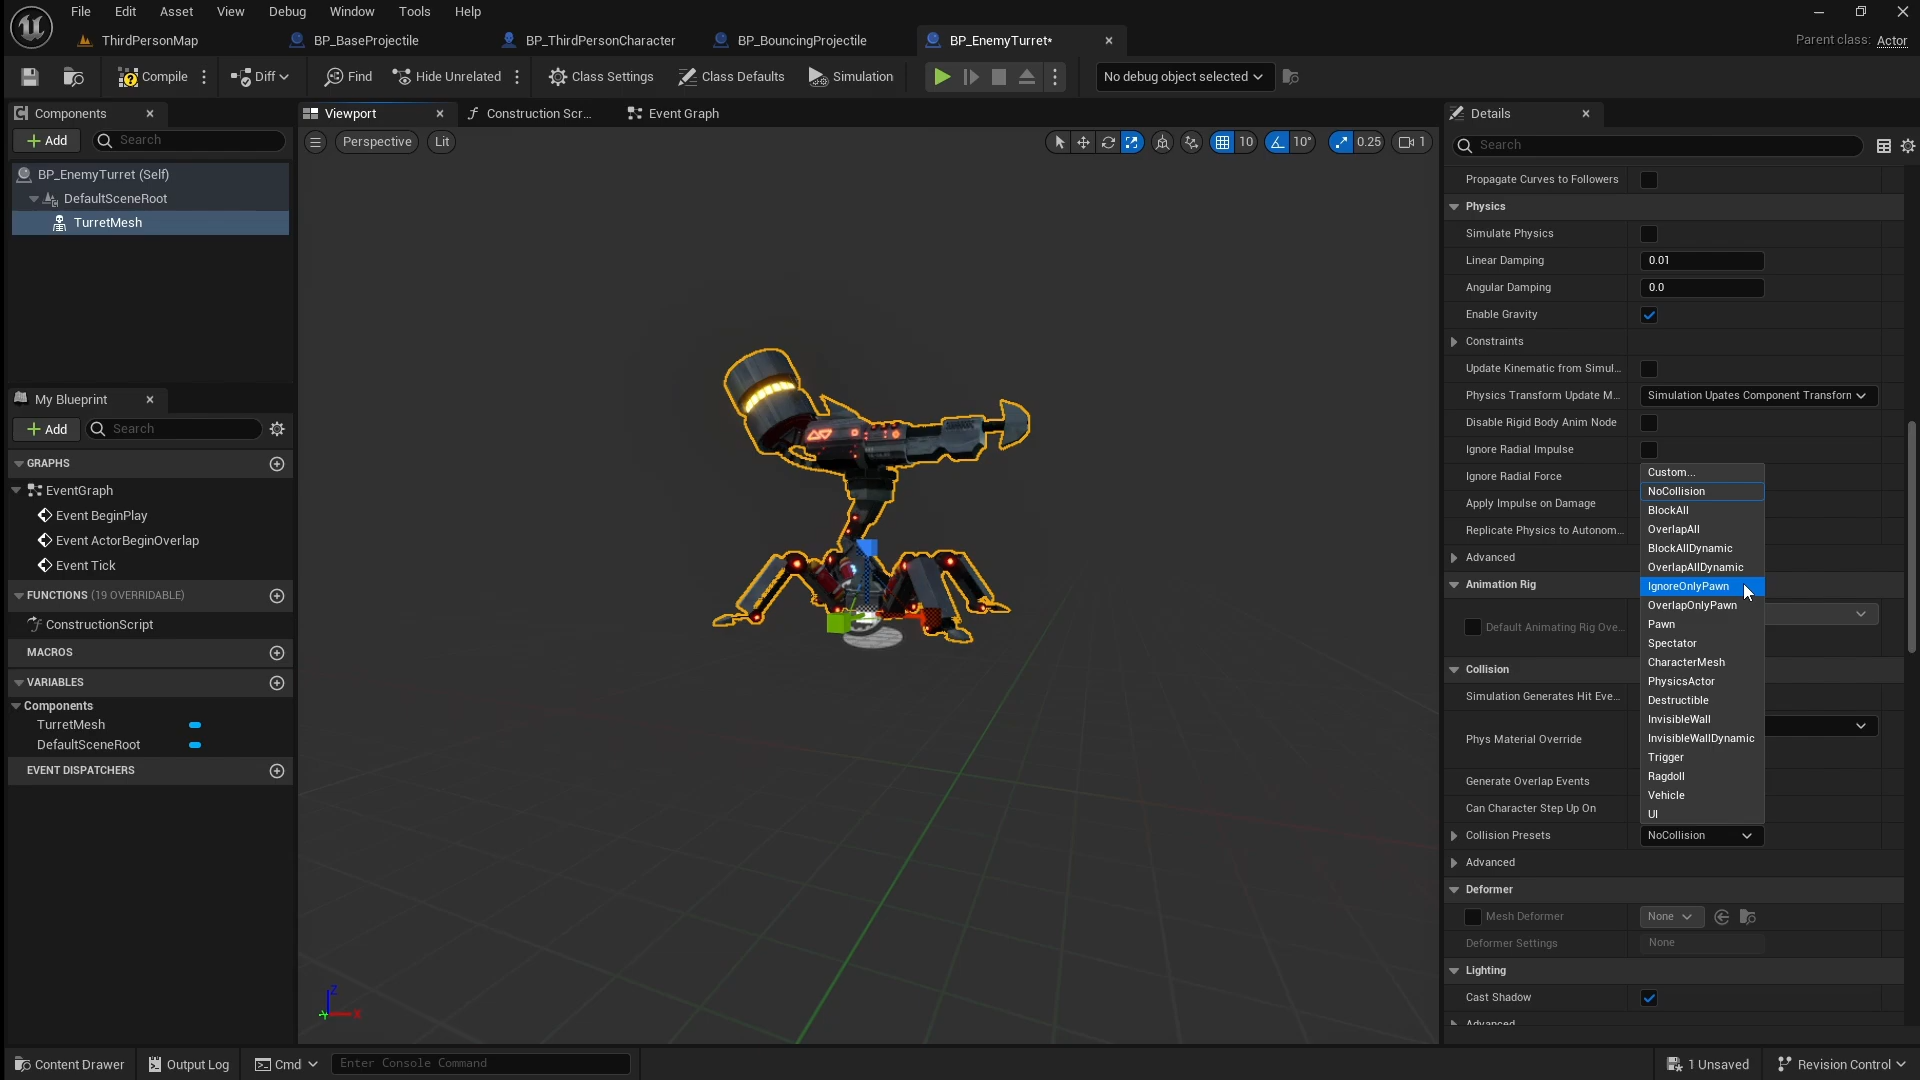 File Edit Asset View Debug Window Tools Help
ThirdPersonMap BP_BaseProjectile BP_ThirdPersonCharacter BP_BouncingProjectile BP_EnemyTurret*
Parent class: Actor
Compile Diff Find Hide Unrelated Class Settings Class Defaults Simulation No debug object selected
Components
Add Search
BP_EnemyTurret (Self)
DefaultSceneRoot
TurretMesh
My Blueprint
Add Search
GRAPHS
EventGraph
Event BeginPlay
Event ActorBeginOverlap
Event Tick
FUNCTIONS (19 OVERRIDABLE)
ConstructionScript
MACROS
VARIABLES
Components
TurretMesh
DefaultSceneRoot
EVENT DISPATCHERS
Viewport Construction Scr... Event Graph
Perspective Lit 10 10° 0.25 1
Z
X
Y
Details
Search
Propagate Curves to Followers
Physics
Simulate Physics
Linear Damping 0.01
Angular Damping 0.0
Enable Gravity
Constraints
Update Kinematic from Simul...
Physics Transform Update M... Simulation Upates Component Transform
Disable Rigid Body Anim Node
Ignore Radial Impulse
Ignore Radial Force
Apply Impulse on Damage
Replicate Physics to Autonom...
Advanced
Animation Rig
Default Animating Rig Ove...
Collision
Simulation Generates Hit Eve...
Phys Material Override
Generate Overlap Events
Can Character Step Up On
Custom...
NoCollision
BlockAll
OverlapAll
BlockAllDynamic
OverlapAllDynamic
IgnoreOnlyPawn
OverlapOnlyPawn
Pawn
Spectator
CharacterMesh
PhysicsActor
Destructible
InvisibleWall
InvisibleWallDynamic
Trigger
Ragdoll
Vehicle
UI
Collision Presets NoCollision
Advanced
Deformer
Mesh Deformer None
Deformer Settings None
Lighting
Cast Shadow
Advanced
Content Drawer Output Log Cmd Enter Console Command 1 Unsaved Revision Control